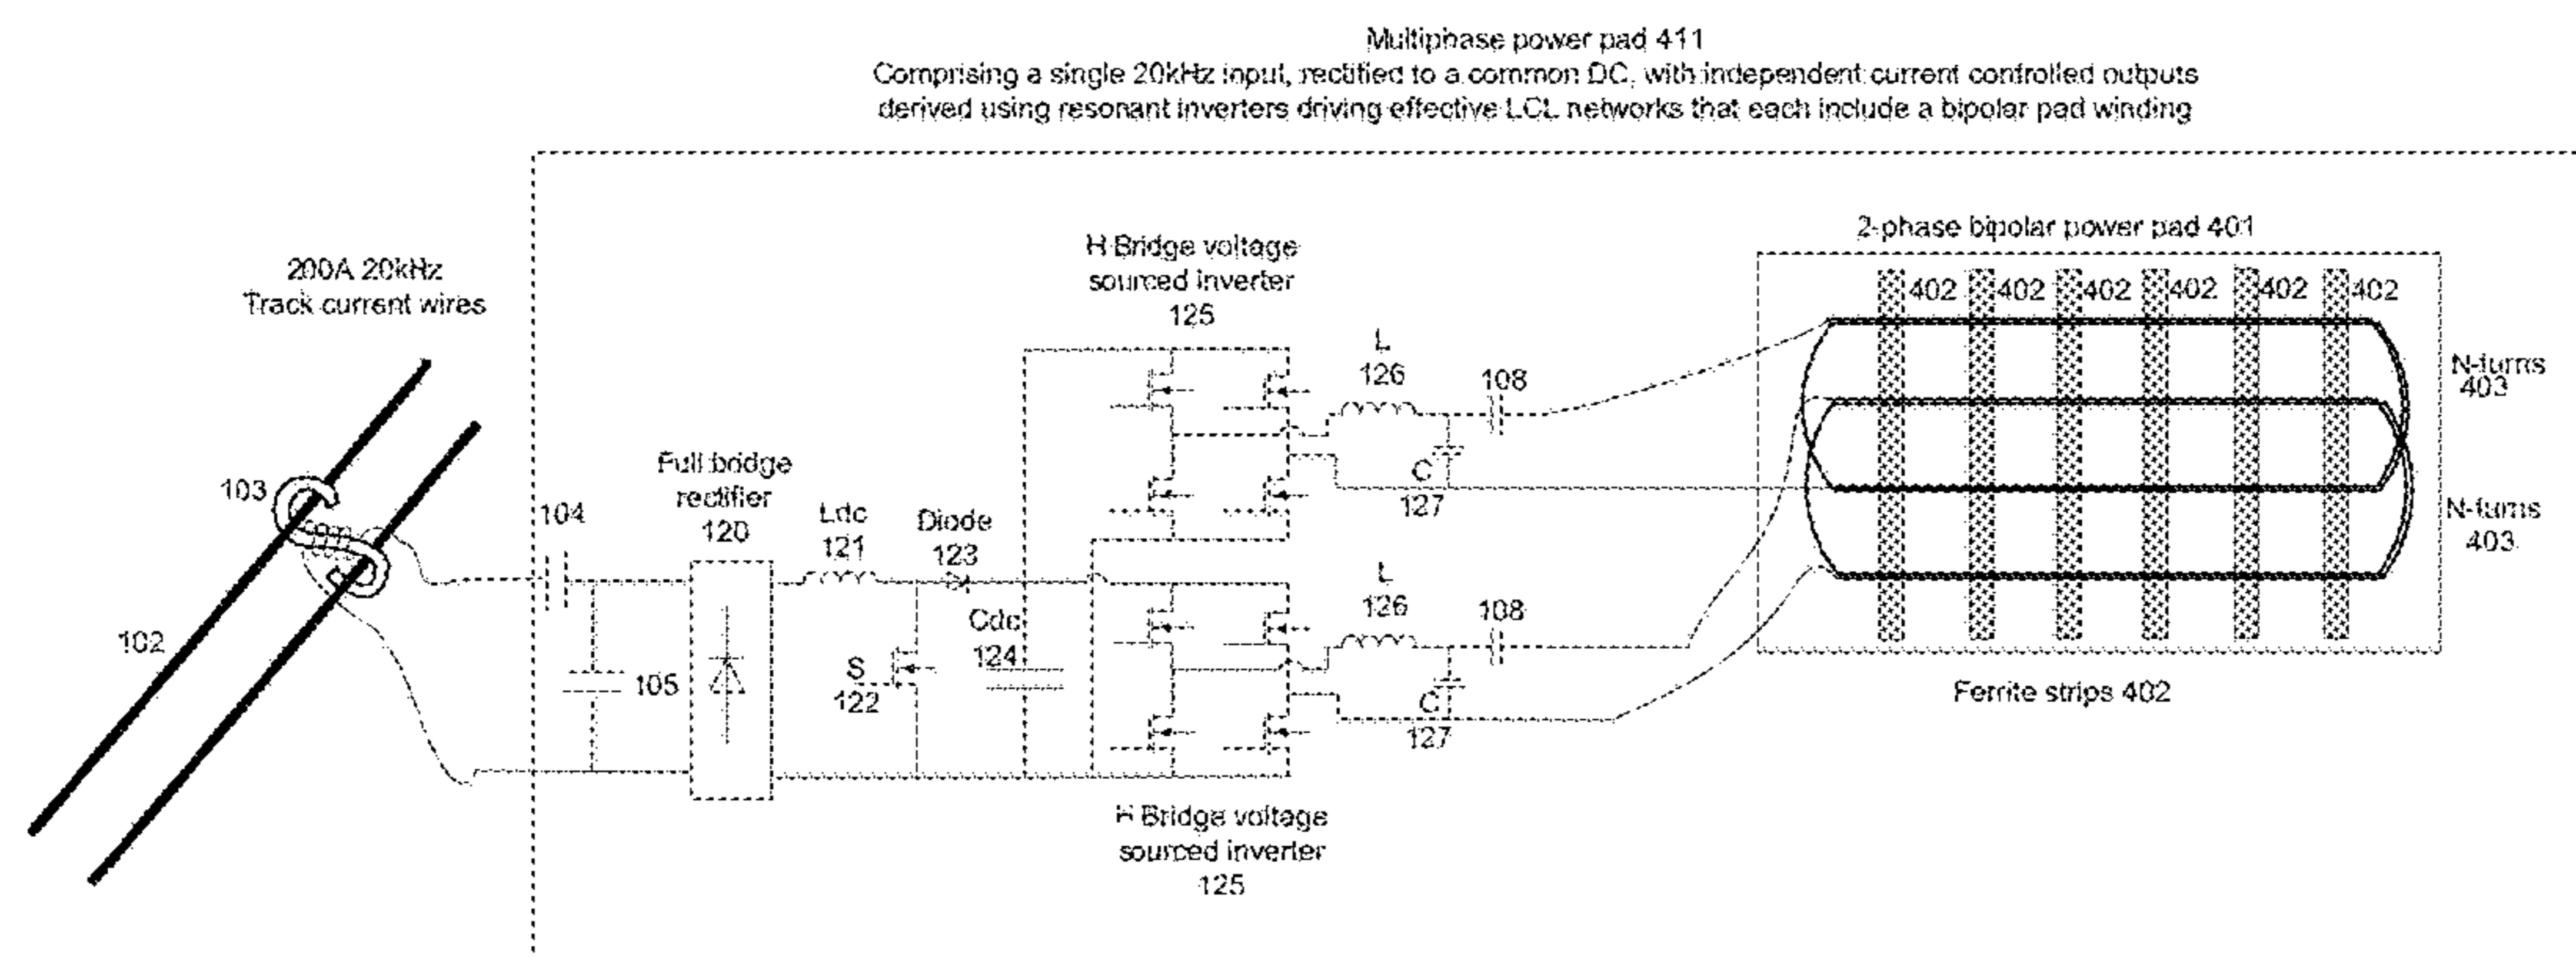 Multiphase power pad 411
Comprising a single 20kHz input, rectified to a common DC, with independent current controlled outputs
derived using resonant inverters driving effective LCL networks that each include a bipolar pad winding
200A 20kHz
Track current wires
103
102
104
105
Full bridge
rectifier
120
Ldc
121
S
122
Diode
123
Cdc
124
H Bridge voltage
sourced inverter
125
L
126
108
C
127
L
126
108
C
127
H Bridge voltage
sourced inverter
125
2-phase bipolar power pad 401
402 402 402 402 402 402
N-turns
403
N-turns
403
Ferrite strips 402